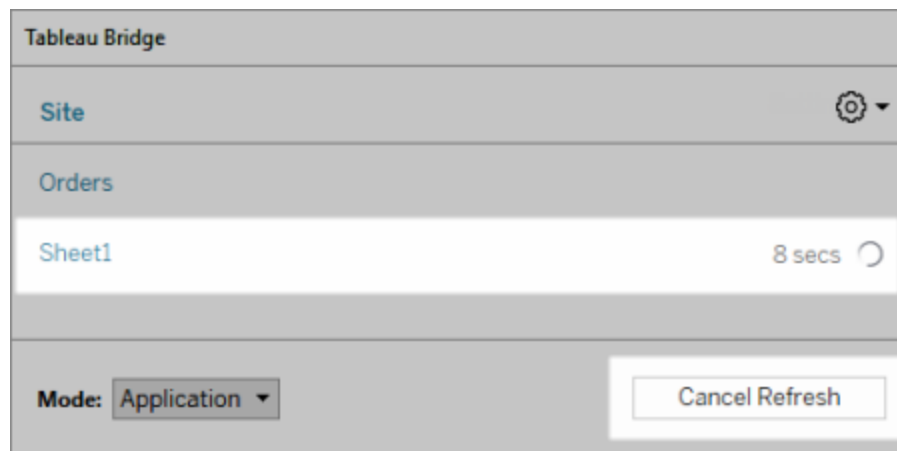 Tableau Bridge
Site
Orders
Sheet1 8 secs
Mode: Application Cancel Refresh